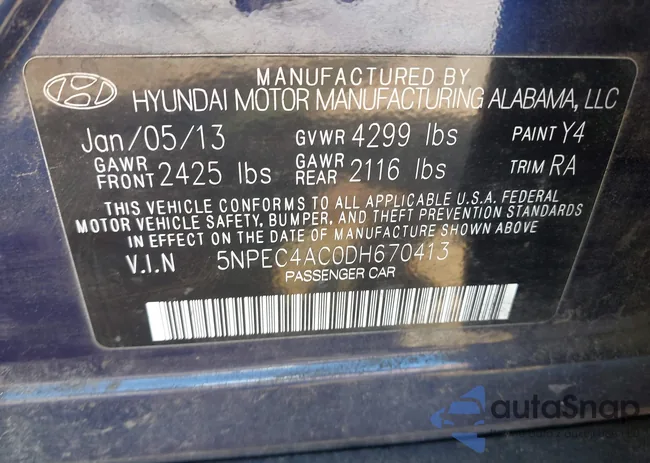 MANUFACTURED BY
HYUNDAI MOTOR MANUFACTURING ALABAMA, LLC
Jan/05/13 GVWR 4299 lbs PAINT Y4
GAWR FRONT 2425 lbs GAWR REAR 2116 lbs TRIM RA
THIS VEHICLE CONFORMS TO ALL APPLICABLE U.S.A. FEDERAL
MOTOR VEHICLE SAFETY, BUMPER, AND THEFT PREVENTION STANDARDS
IN EFFECT ON THE DATE OF MANUFACTURE SHOWN ABOVE
V.I.N 5NPEC4AC0DH670413
PASSENGER CAR
autoSnap